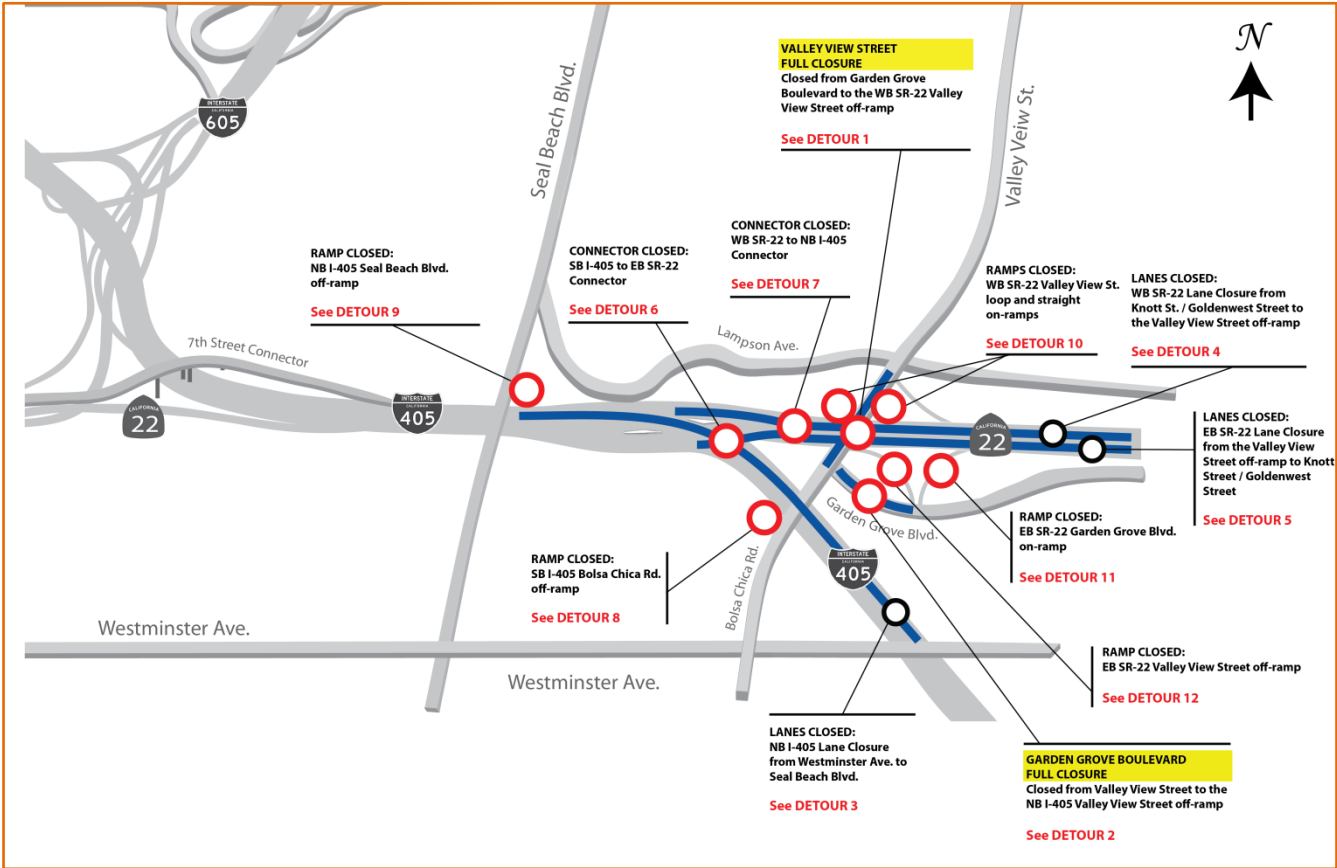 N
VALLEY VIEW STREET
FULL CLOSURE
Closed from Garden Grove
Boulevard to the WB SR-22 Valley
View Street off-ramp
See DETOUR 1
INTERSTATE
CALIFORNIA
605
Seal Beach Blvd.
Valley Veiw St.
RAMP CLOSED:
NB I-405 Seal Beach Blvd.
off-ramp
See DETOUR 9
CONNECTOR CLOSED:
SB I-405 to EB SR-22
Connector
See DETOUR 6
CONNECTOR CLOSED:
WB SR-22 to NB I-405
Connector
See DETOUR 7
RAMPS CLOSED:
WB SR-22 Valley View St.
loop and straight
on-ramps
See DETOUR 10
LANES CLOSED:
WB SR-22 Lane Closure from
Knott St. / Goldenwest Street to
the Valley View Street off-ramp
See DETOUR 4
7th Street Connector
Lampson Ave.
CALIFORNIA
22
INTERSTATE
CALIFORNIA
405
CALIFORNIA
22
LANES CLOSED:
EB SR-22 Lane Closure
from the Valley View
Street off-ramp to Knott
Street / Goldenwest
Street
See DETOUR 5
Garden Grove Blvd.
RAMP CLOSED:
EB SR-22 Garden Grove Blvd.
on-ramp
See DETOUR 11
RAMP CLOSED:
SB I-405 Bolsa Chica Rd.
off-ramp
See DETOUR 8
Bolsa Chica Rd.
INTERSTATE
CALIFORNIA
405
Westminster Ave.
Westminster Ave.
RAMP CLOSED:
EB SR-22 Valley View Street off-ramp
See DETOUR 12
LANES CLOSED:
NB I-405 Lane Closure
from Westminster Ave. to
Seal Beach Blvd.
See DETOUR 3
GARDEN GROVE BOULEVARD
FULL CLOSURE
Closed from Valley View Street to the
NB I-405 Valley View Street off-ramp
See DETOUR 2